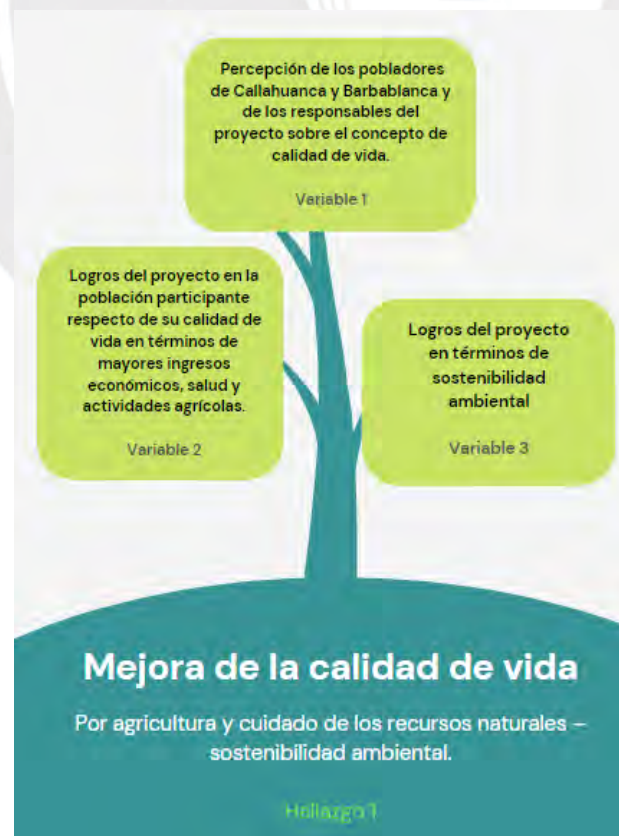 Percepción de los pobladores
de Callahuanca y Barbablanca y
de los responsables del
proyecto sobre el concepto de
calidad de vida.
Variable 1
Logros del proyecto en la
población participante
respecto de su calidad de
vida en términos de
mayores ingresos
económicos, salud y
actividades agrícolas.
Variable 2
Logros del proyecto
en términos de
sostenibilidad
ambiental
Variable 3
Mejora de la calidad de vida
Por agricultura y cuidado de los recursos naturales –
sostenibilidad ambiental.
Hallazgo 1